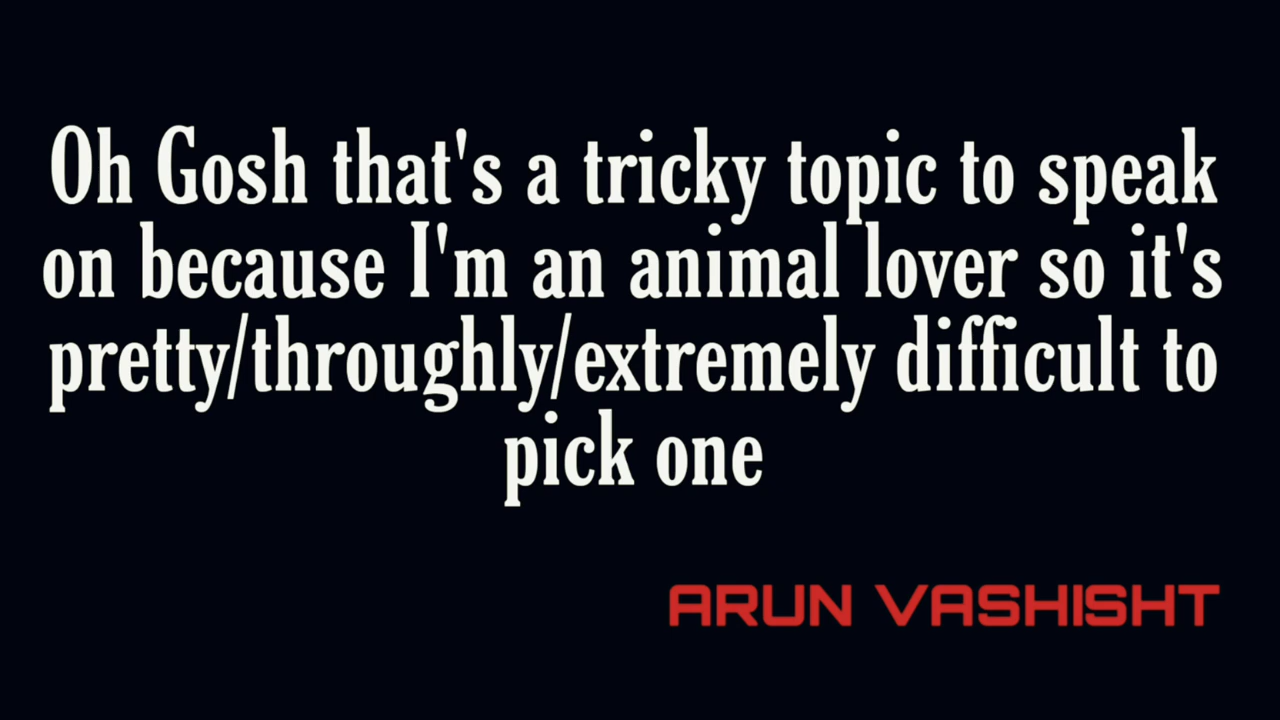 Oh Gosh that's a tricky topic to speak
on because I'm an animal lover so it's
pretty/throughly/extremely difficult to
pick one
ARUN VASHISHT